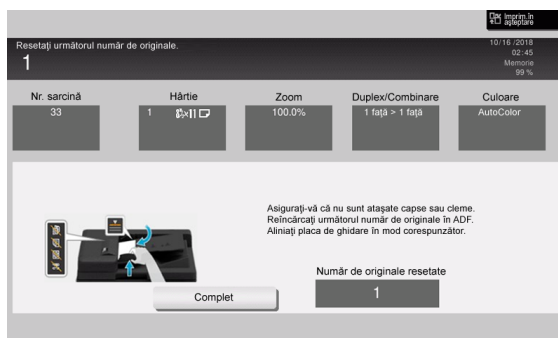 Imprim.în
așteptare
Resetați următorul număr de originale.
1
10/16 /2018
02:45
Memorie
99 %
Nr. sarcină
Hârtie
Zoom
Duplex/Combinare
Culoare
33
1
100.0%
1 față > 1 față
AutoColor
Asigurați-vă că nu sunt atașate capse sau cleme.
Reîncărcați următorul număr de originale în ADF.
Aliniați placa de ghidare în mod corespunzător.
Număr de originale resetate
1
Complet